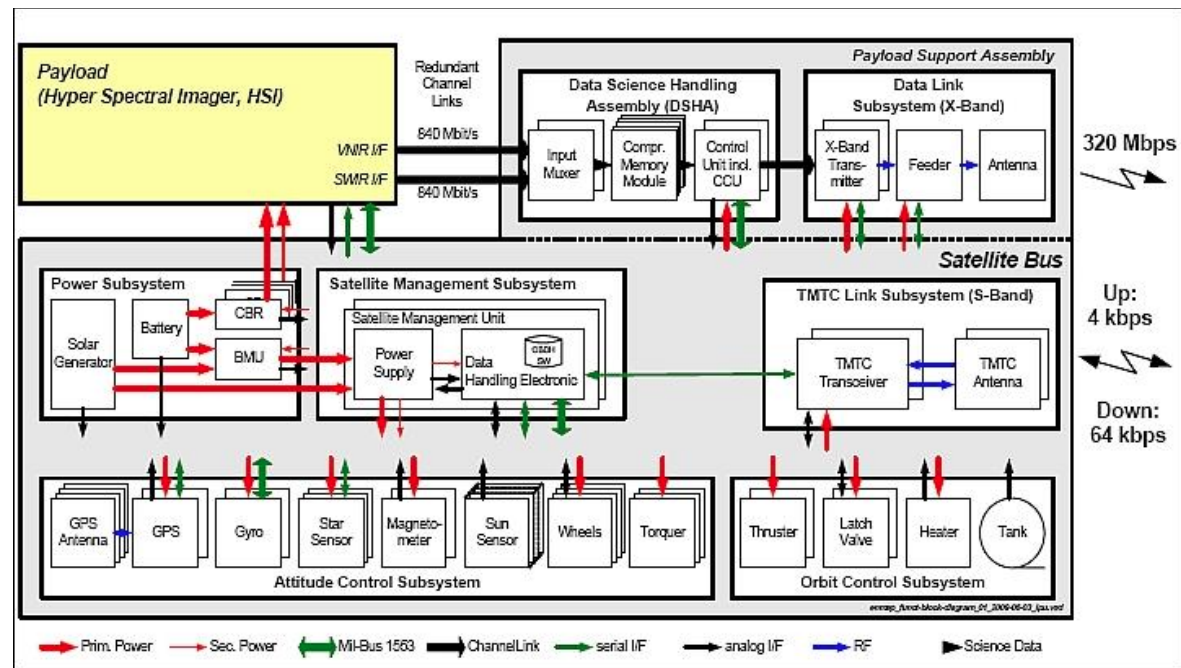 Payload
(Hyper Spectral Imager, HSI)
VNIR I/F
SWIR I/F
Redundant
Channel
Links
840 Mbit/s
840 Mbit/s
Payload Support Assembly
Data Science Handling
Assembly (DSHA)
Input
Muxer
Compr.
Memory
Module
Control
Unit incl.
CCU
Data Link
Subsystem (X-Band)
X-Band
Trans-
mitter
Feeder
Antenna
320 Mbps
Satellite Bus
Power Subsystem
Solar
Generator
Battery
CBR
BMU
Satellite Management Subsystem
Satellite Management Unit
Power
Supply
Data
Handling Electronic
OBDH
SW
TMTC Link Subsystem (S-Band)
TMTC
Transceiver
TMTC
Antenna
Up:
4 kbps
Down:
64 kbps
GPS
Antenna
GPS
Gyro
Star
Sensor
Magneto-
meter
Sun
Sensor
Wheels
Torquer
Attitude Control Subsystem
Thruster
Latch
Valve
Heater
Tank
Orbit Control Subsystem
Prim. Power
Sec. Power
Mil-Bus 1553
ChannelLink
serial I/F
analog I/F
RF
Science Data